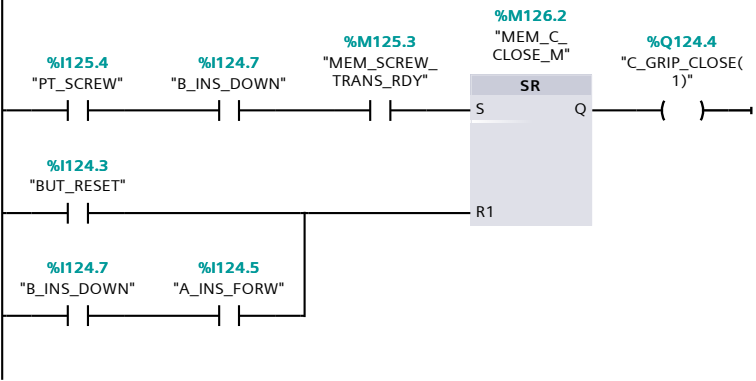 %M126.2
"MEM_C_
CLOSE_M"
%I125.4
"PT_SCREW"
%I124.7
"B_INS_DOWN"
%M125.3
"MEM_SCREW_
TRANS_RDY"
%Q124.4
"C_GRIP_CLOSE(
1)"
SR
S
Q
%I124.3
"BUT_RESET"
R1
%I124.7
"B_INS_DOWN"
%I124.5
"A_INS_FORW"